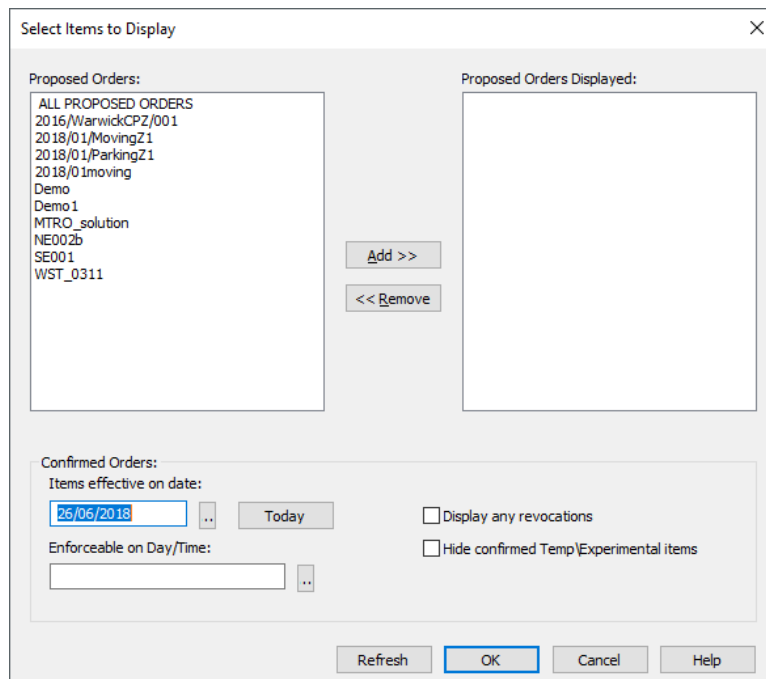 Select Items to Display
Proposed Orders:
ALL PROPOSED ORDERS
2016/WarwickCPZ/001
2018/01/MovingZ1
2018/01/ParkingZ1
2018/01moving
Demo
Demo1
MTRO_solution
NE002b
SE001
WST_0311
Add >>
<< Remove
Proposed Orders Displayed:
Confirmed Orders:
Items effective on date:
26/06/2018
..
Today
Display any revocations
Enforceable on Day/Time:
Hide confirmed Temp\Experimental items
..
Refresh
OK
Cancel
Help